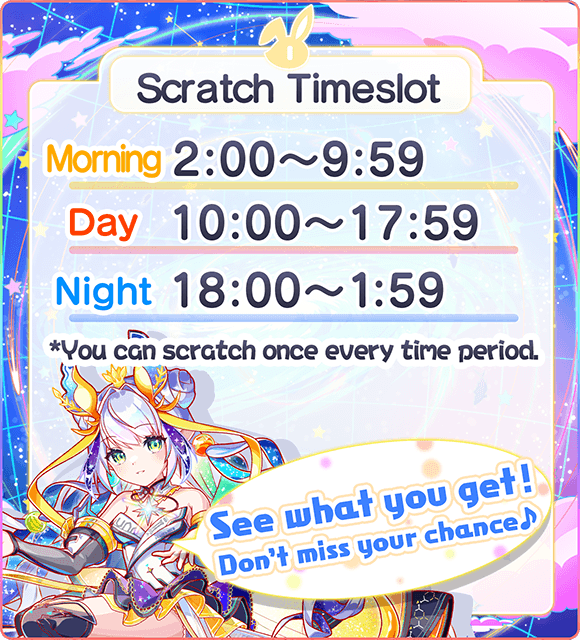 Scratch Timeslot
Morning 2:00～9:59
Day 10:00～17:59
Night 18:00～1:59
*You can scratch once every time period.
See what you get!
Don't miss your chance♪